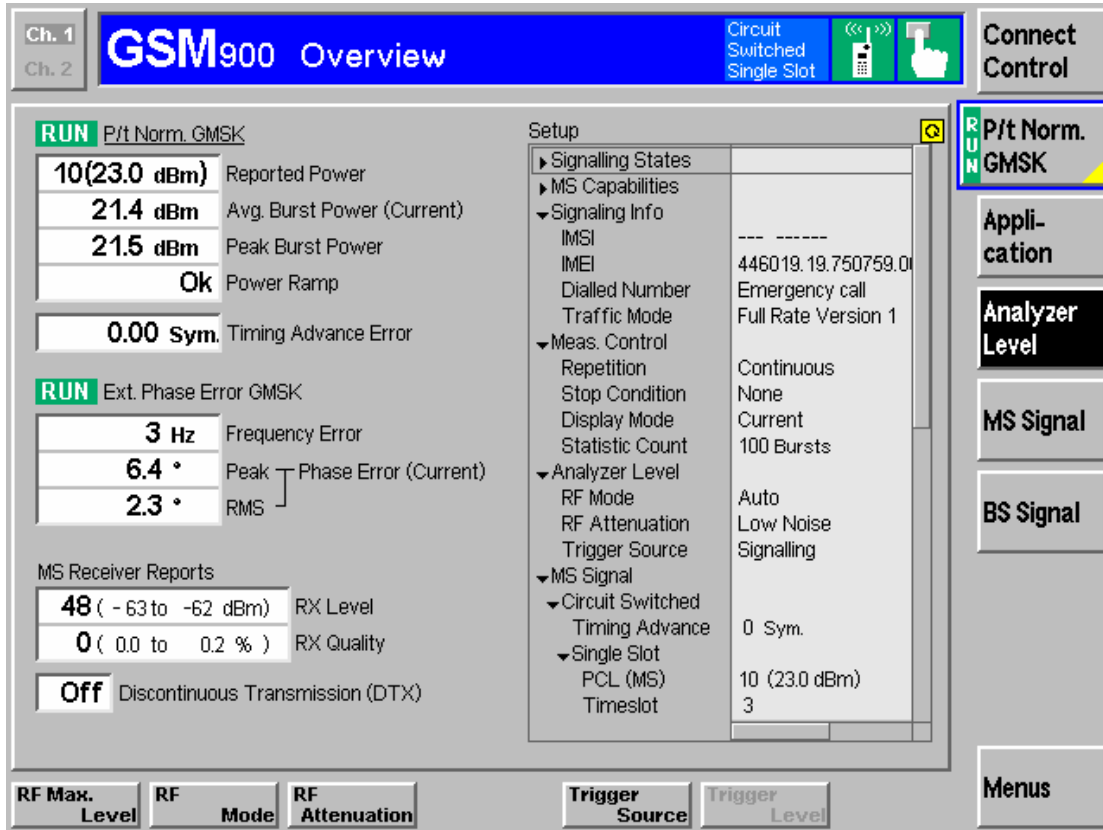 Ch. 1
Ch. 2
GSM900 Overview
Circuit
Switched
Single Slot
Connect
Control
RUN P/t Norm. GMSK
10(23.0 dBm) Reported Power
21.4 dBm Avg. Burst Power (Current)
21.5 dBm Peak Burst Power
Ok Power Ramp
0.00 Sym. Timing Advance Error
RUN Ext. Phase Error GMSK
3 Hz Frequency Error
6.4 ° Peak Phase Error (Current)
2.3 ° RMS
MS Receiver Reports
48 ( - 63 to -62 dBm) RX Level
0 ( 0.0 to 0.2 % ) RX Quality
Off Discontinuous Transmission (DTX)
Setup
Signalling States
MS Capabilities
Signaling Info
IMSI --- ------
IMEI 446019.19.750759.0
Dialled Number Emergency call
Traffic Mode Full Rate Version 1
Meas. Control
Repetition Continuous
Stop Condition None
Display Mode Current
Statistic Count 100 Bursts
Analyzer Level
RF Mode Auto
RF Attenuation Low Noise
Trigger Source Signalling
MS Signal
Circuit Switched
Timing Advance 0 Sym.
Single Slot
PCL (MS) 10 (23.0 dBm)
Timeslot 3
RUN
P/t Norm.
GMSK
Appli-
cation
Analyzer
Level
MS Signal
BS Signal
Menus
RF Max.
Level
RF
Mode
RF
Attenuation
Trigger
Source
Trigger
Level